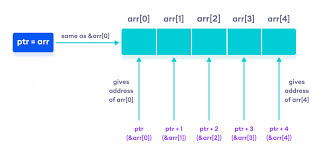 arr[0] arr[1] arr[2] arr[3] arr[4]
ptr = arr
same as &arr[0]
gives
address
of arr[0]
gives
address
of arr[4]
ptr ptr + 1 ptr + 2 ptr + 3 ptr + 4
(&arr[0]) (&arr[1]) (&arr[2]) (&arr[3]) (&arr[4])